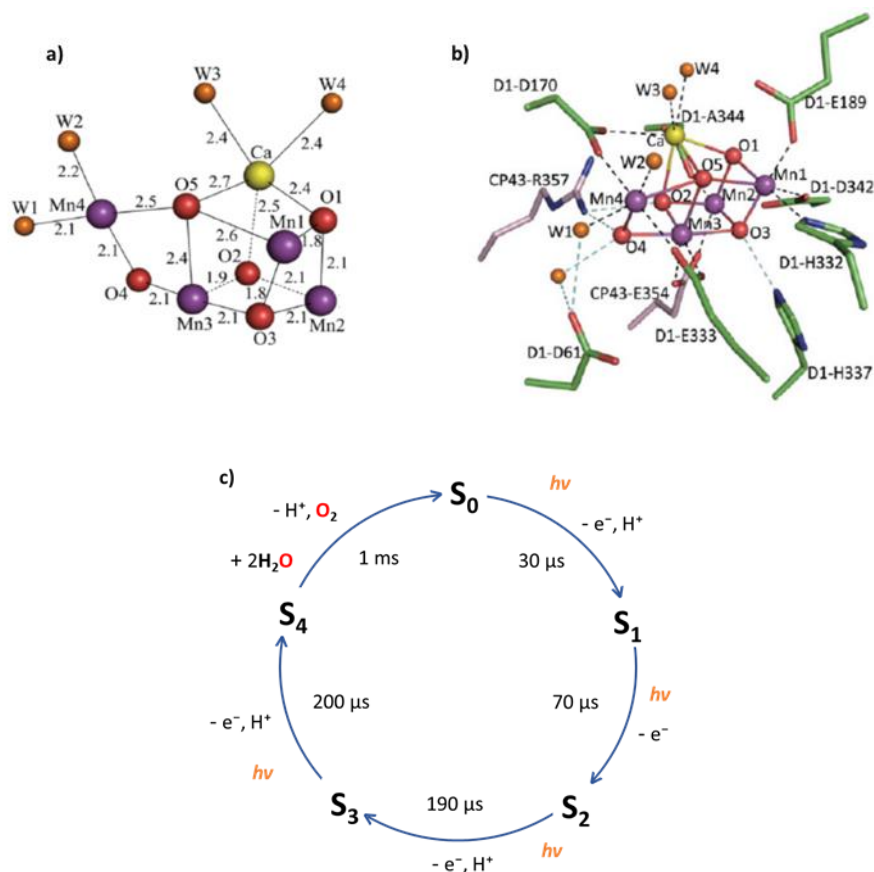 a)
W3
W4
W2
2.4
2.4
Ca
2.2
O5
2.7
O1
W1
Mn4
2.5
2.4
2.5
Mn1
2.1
2.6
1.8
2.1
2.4
O2
2.1
2.1
O4
1.9
1.8
2.1
Mn3
2.1
2.1
Mn2
O3
b)
W4
W3
D1-D170
D1-E189
D1-A344
Ca
O1
W2
O5
Mn1
CP43-R357
Mn4
O2
Mn2
D1-D342
W1
Mn3
O3
O4
D1-H332
CP43-E354
D1-E333
D1-D61
D1-H337
c)
S₀
hν
- H⁺, O₂
- e⁻, H⁺
+ 2H₂O
1 ms
30 µs
S₄
S₁
200 µs
70 µs
hν
- e⁻, H⁺
- e⁻
hν
190 µs
S₃
S₂
hν
- e⁻, H⁺